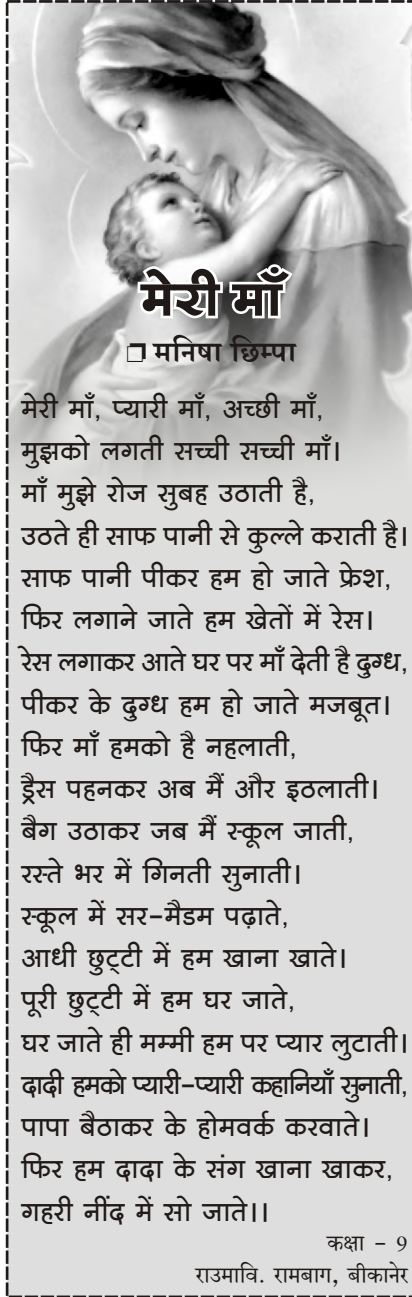 मेरी माँ
❐ मनिषा छिम्पा
मेरी माँ, प्यारी माँ, अच्छी माँ,
मुझको लगती सच्ची सच्ची माँ।
माँ मुझे रोज सुबह उठाती है,
उठते ही साफ पानी से कुल्ले कराती है।
साफ पानी पीकर हम हो जाते फ्रेश,
फिर लगाने जाते हम खेतों में रेस।
रेस लगाकर आते घर पर माँ देती है दुग्ध,
पीकर के दुग्ध हम हो जाते मजबूत।
फिर माँ हमको है नहलाती,
ड्रैस पहनकर अब मैं और इठलाती।
बैग उठाकर जब मैं स्कूल जाती,
रस्ते भर में गिनती सुनाती।
स्कूल में सर-मैडम पढ़ाते,
आधी छुट्टी में हम खाना खाते।
पूरी छुट्टी में हम घर जाते,
घर जाते ही मम्मी हम पर प्यार लुटाती।
दादी हमको प्यारी-प्यारी कहानियाँ सुनाती,
पापा बैठाकर के होमवर्क करवाते।
फिर हम दादा के संग खाना खाकर,
गहरी नींद में सो जाते।।
कक्षा - 9
राउमावि. रामबाग, बीकानेर